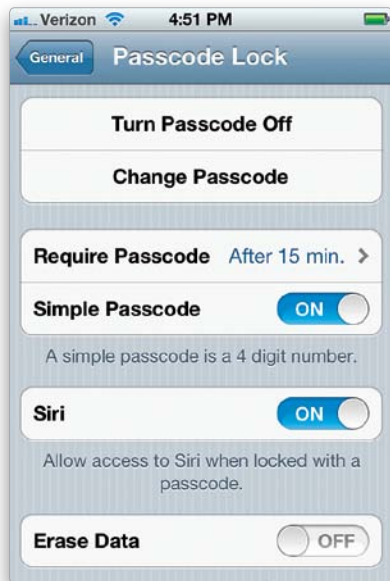 Verizon 4:51 PM
General Passcode Lock
Turn Passcode Off
Change Passcode
Require Passcode After 15 min.
Simple Passcode ON
A simple passcode is a 4 digit number.
Siri ON
Allow access to Siri when locked with a
passcode.
Erase Data OFF